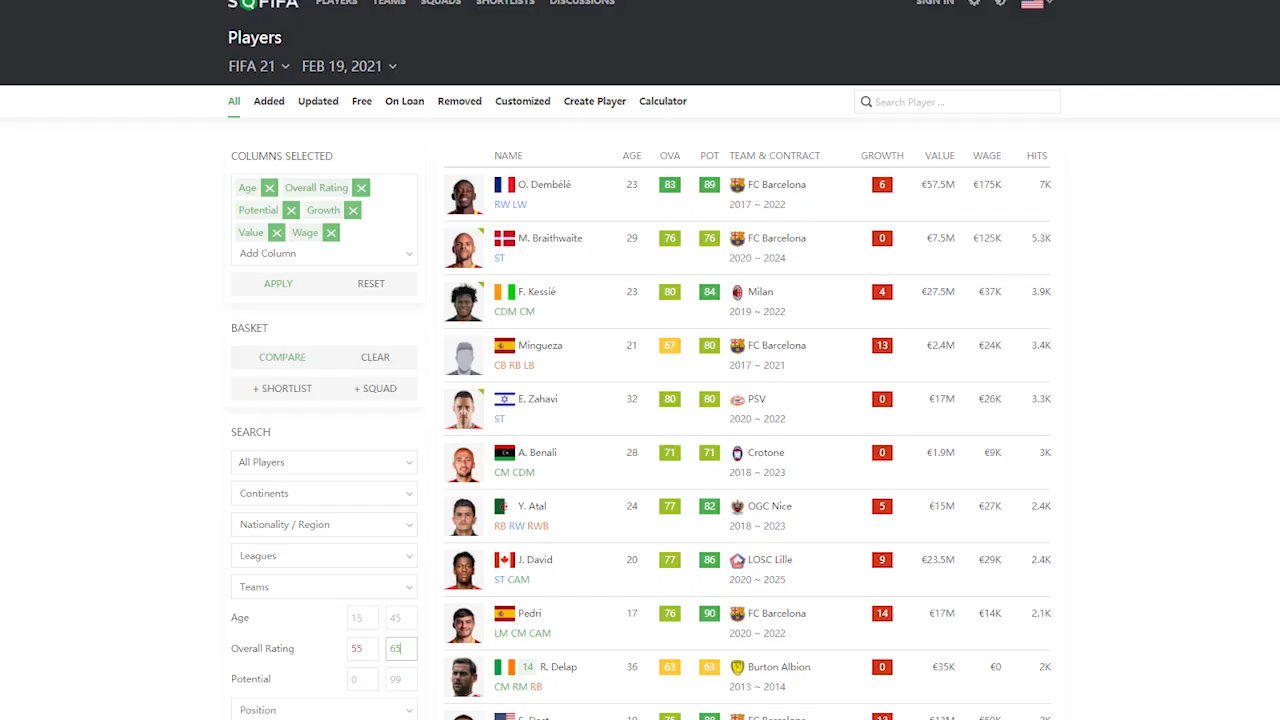 SOFIFA PLAYERS TEAMS SQUADS SHORTLISTS DISCUSSIONS SIGN IN
Players
FIFA 21 FEB 19, 2021
All Added Updated Free On Loan Removed Customized Create Player Calculator Search Player ...
COLUMNS SELECTED
Age Overall Rating
Potential Growth
Value Wage
Add Column
APPLY RESET
BASKET
COMPARE CLEAR
+ SHORTLIST + SQUAD
SEARCH
All Players
Continents
Nationality / Region
Leagues
Teams
Age 15 45
Overall Rating 55 65
Potential 0 99
Position
NAME AGE OVA POT TEAM & CONTRACT GROWTH VALUE WAGE HITS
O. Dembélé 23 83 89 FC Barcelona 6 €57.5M €175K 7K
RW LW 2017 ~ 2022
M. Braithwaite 29 76 76 FC Barcelona 0 €7.5M €125K 5.3K
ST 2020 ~ 2024
F. Kessié 23 80 84 Milan 4 €27.5M €37K 3.9K
CDM CM 2019 ~ 2022
Mingueza 21 67 80 FC Barcelona 13 €2.4M €24K 3.4K
CB RB LB 2017 ~ 2021
E. Zahavi 32 80 80 PSV 0 €17M €26K 3.3K
ST 2020 ~ 2022
A. Benali 28 71 71 Crotone 0 €1.9M €9K 3K
CM CDM 2018 ~ 2023
Y. Atal 24 77 82 OGC Nice 5 €15M €27K 2.4K
RB RW RWB 2018 ~ 2023
J. David 20 77 86 LOSC Lille 9 €23.5M €29K 2.4K
ST CAM 2020 ~ 2025
Pedri 17 76 90 FC Barcelona 14 €17M €14K 2.1K
LM CM CAM 2020 ~ 2022
14 R. Delap 36 63 63 Burton Albion 0 €35K €0 2K
CM RM RB 2013 ~ 2014
FC Barcelona